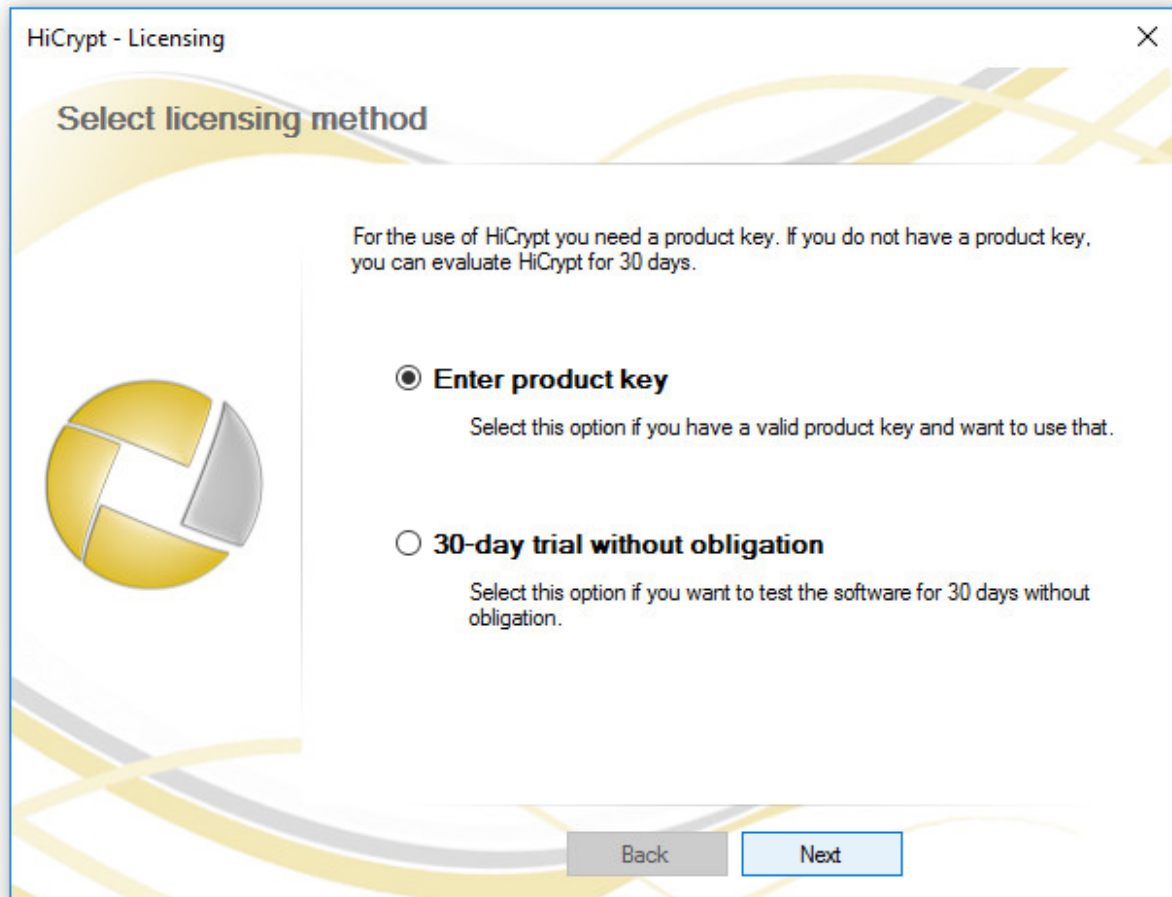 HiCrypt - Licensing
Select licensing method
For the use of HiCrypt you need a product key. If you do not have a product key,
you can evaluate HiCrypt for 30 days.
Enter product key
Select this option if you have a valid product key and want to use that.
30-day trial without obligation
Select this option if you want to test the software for 30 days without
obligation.
Back
Next